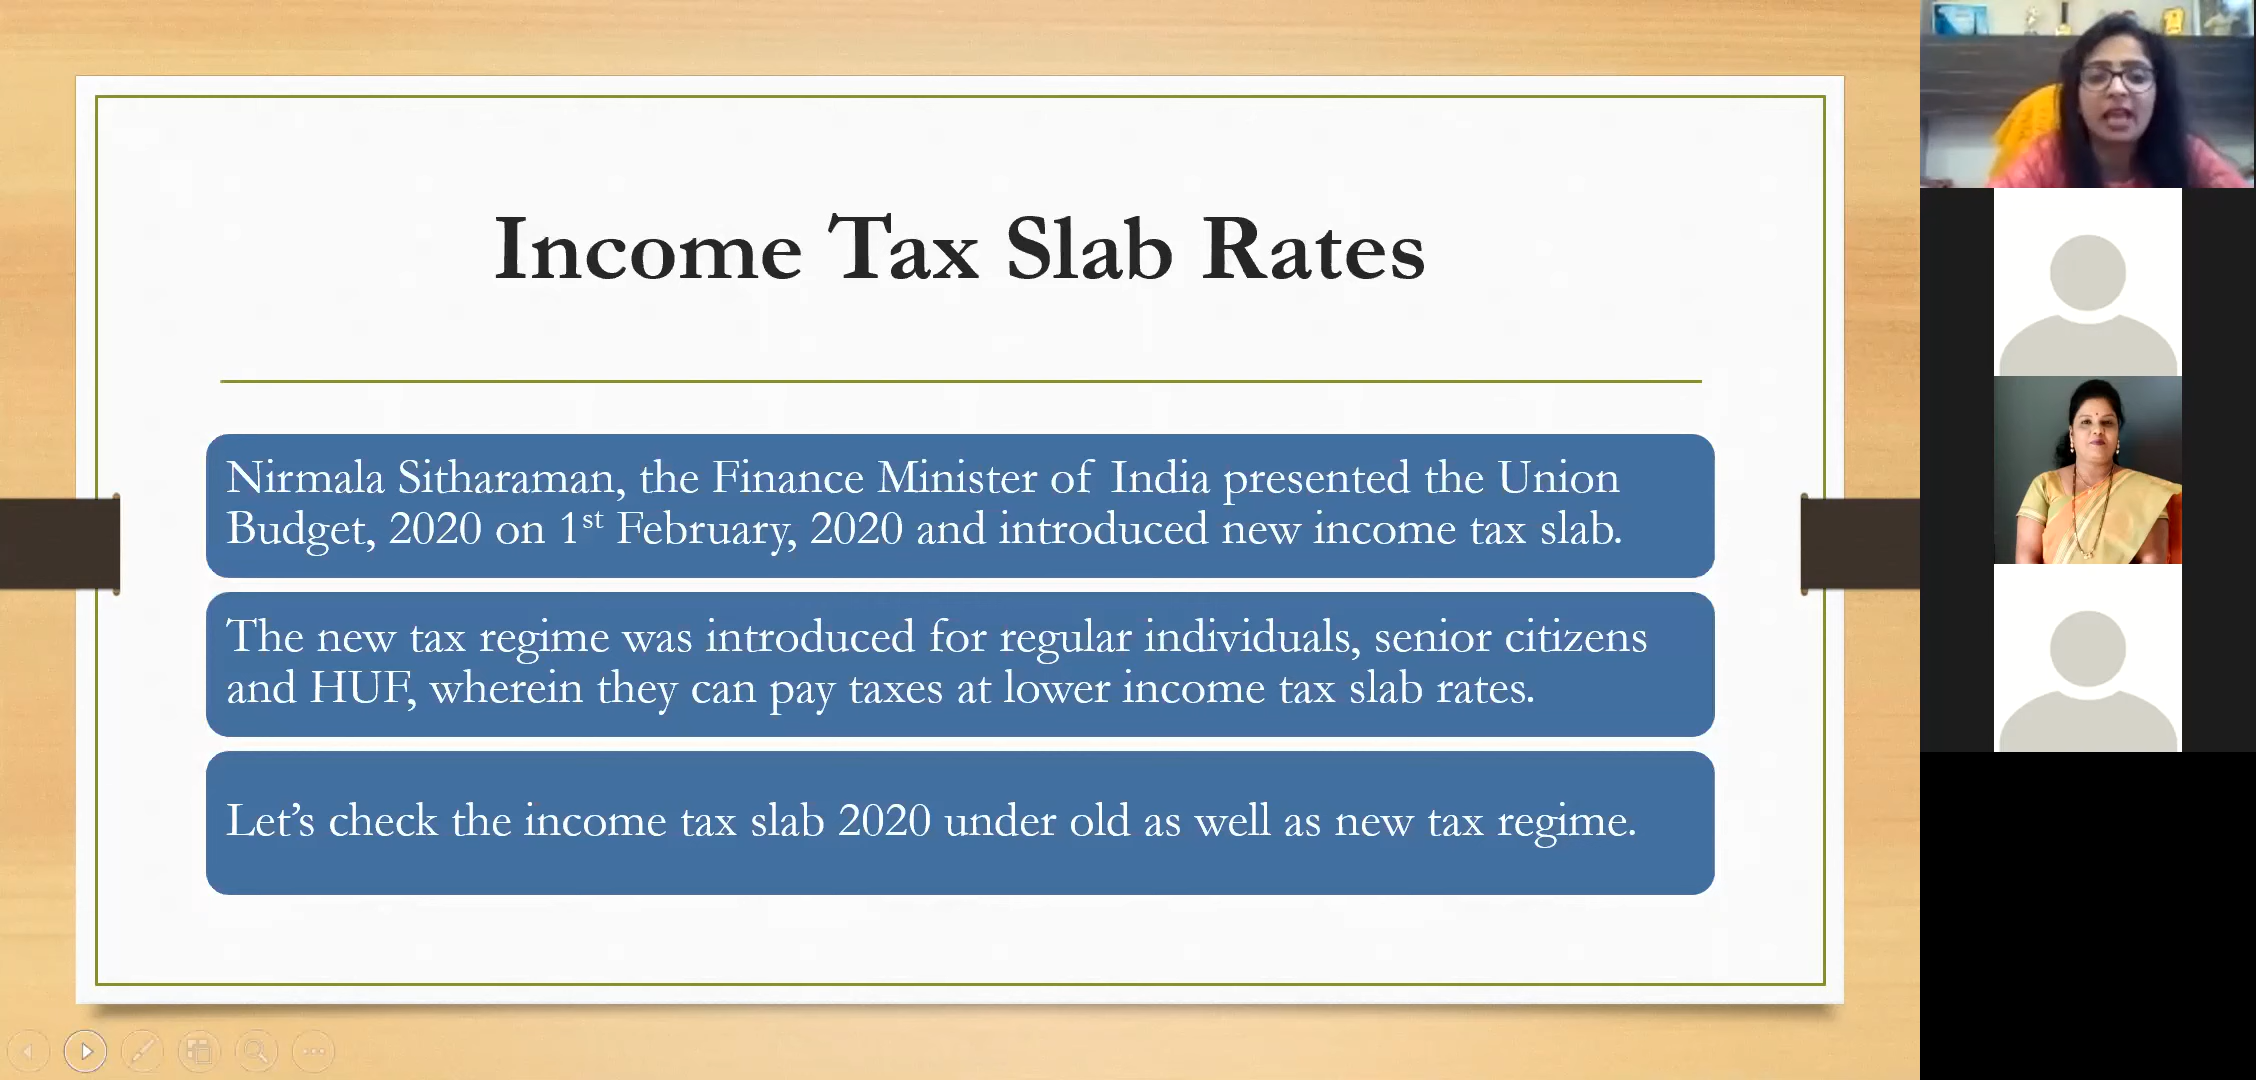 Income Tax Slab Rates
Nirmala Sitharaman, the Finance Minister of India presented the Union
Budget, 2020 on 1st February, 2020 and introduced new income tax slab.
The new tax regime was introduced for regular individuals, senior citizens
and HUF, wherein they can pay taxes at lower income tax slab rates.
Let’s check the income tax slab 2020 under old as well as new tax regime.